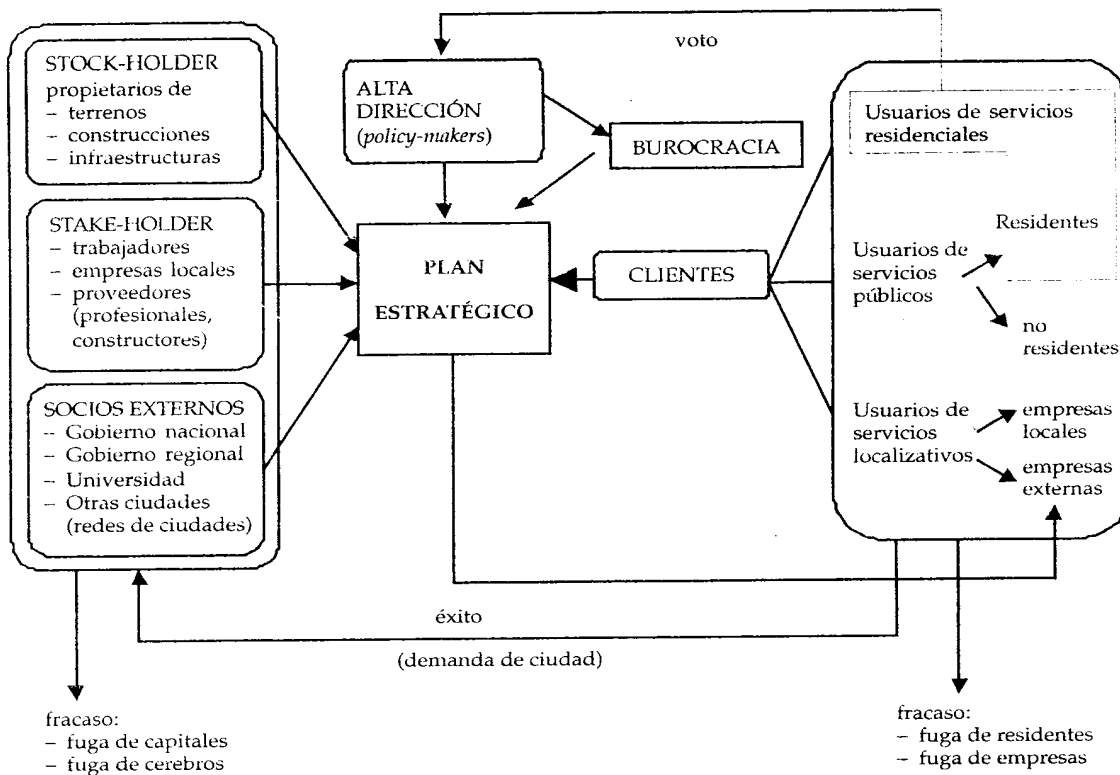 STOCK-HOLDER
propietarios de
– terrenos
– construcciones
– infraestructuras
STAKE-HOLDER
– trabajadores
– empresas locales
– proveedores
(profesionales,
constructores)
SOCIOS EXTERNOS
– Gobierno nacional
– Gobierno regional
– Universidad
– Otras ciudades
(redes de ciudades)
ALTA
DIRECCIÓN
(policy-makers)
BUROCRACIA
voto
PLAN
ESTRATÉGICO
CLIENTES
Usuarios de servicios
residenciales
Usuarios de
servicios
públicos
Residentes
no
residentes
Usuarios de
servicios
localizativos
empresas
locales
empresas
externas
éxito
(demanda de ciudad)
fracaso:
– fuga de capitales
– fuga de cerebros
fracaso:
– fuga de residentes
– fuga de empresas